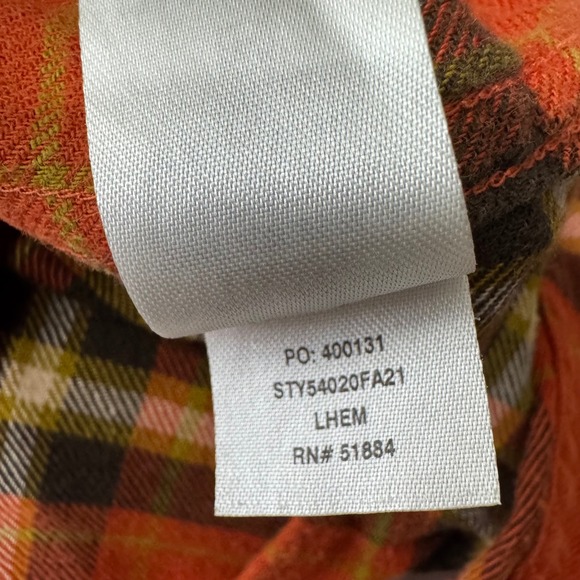 PO: 400131
STY54020FA21
LHEM
RN# 51884